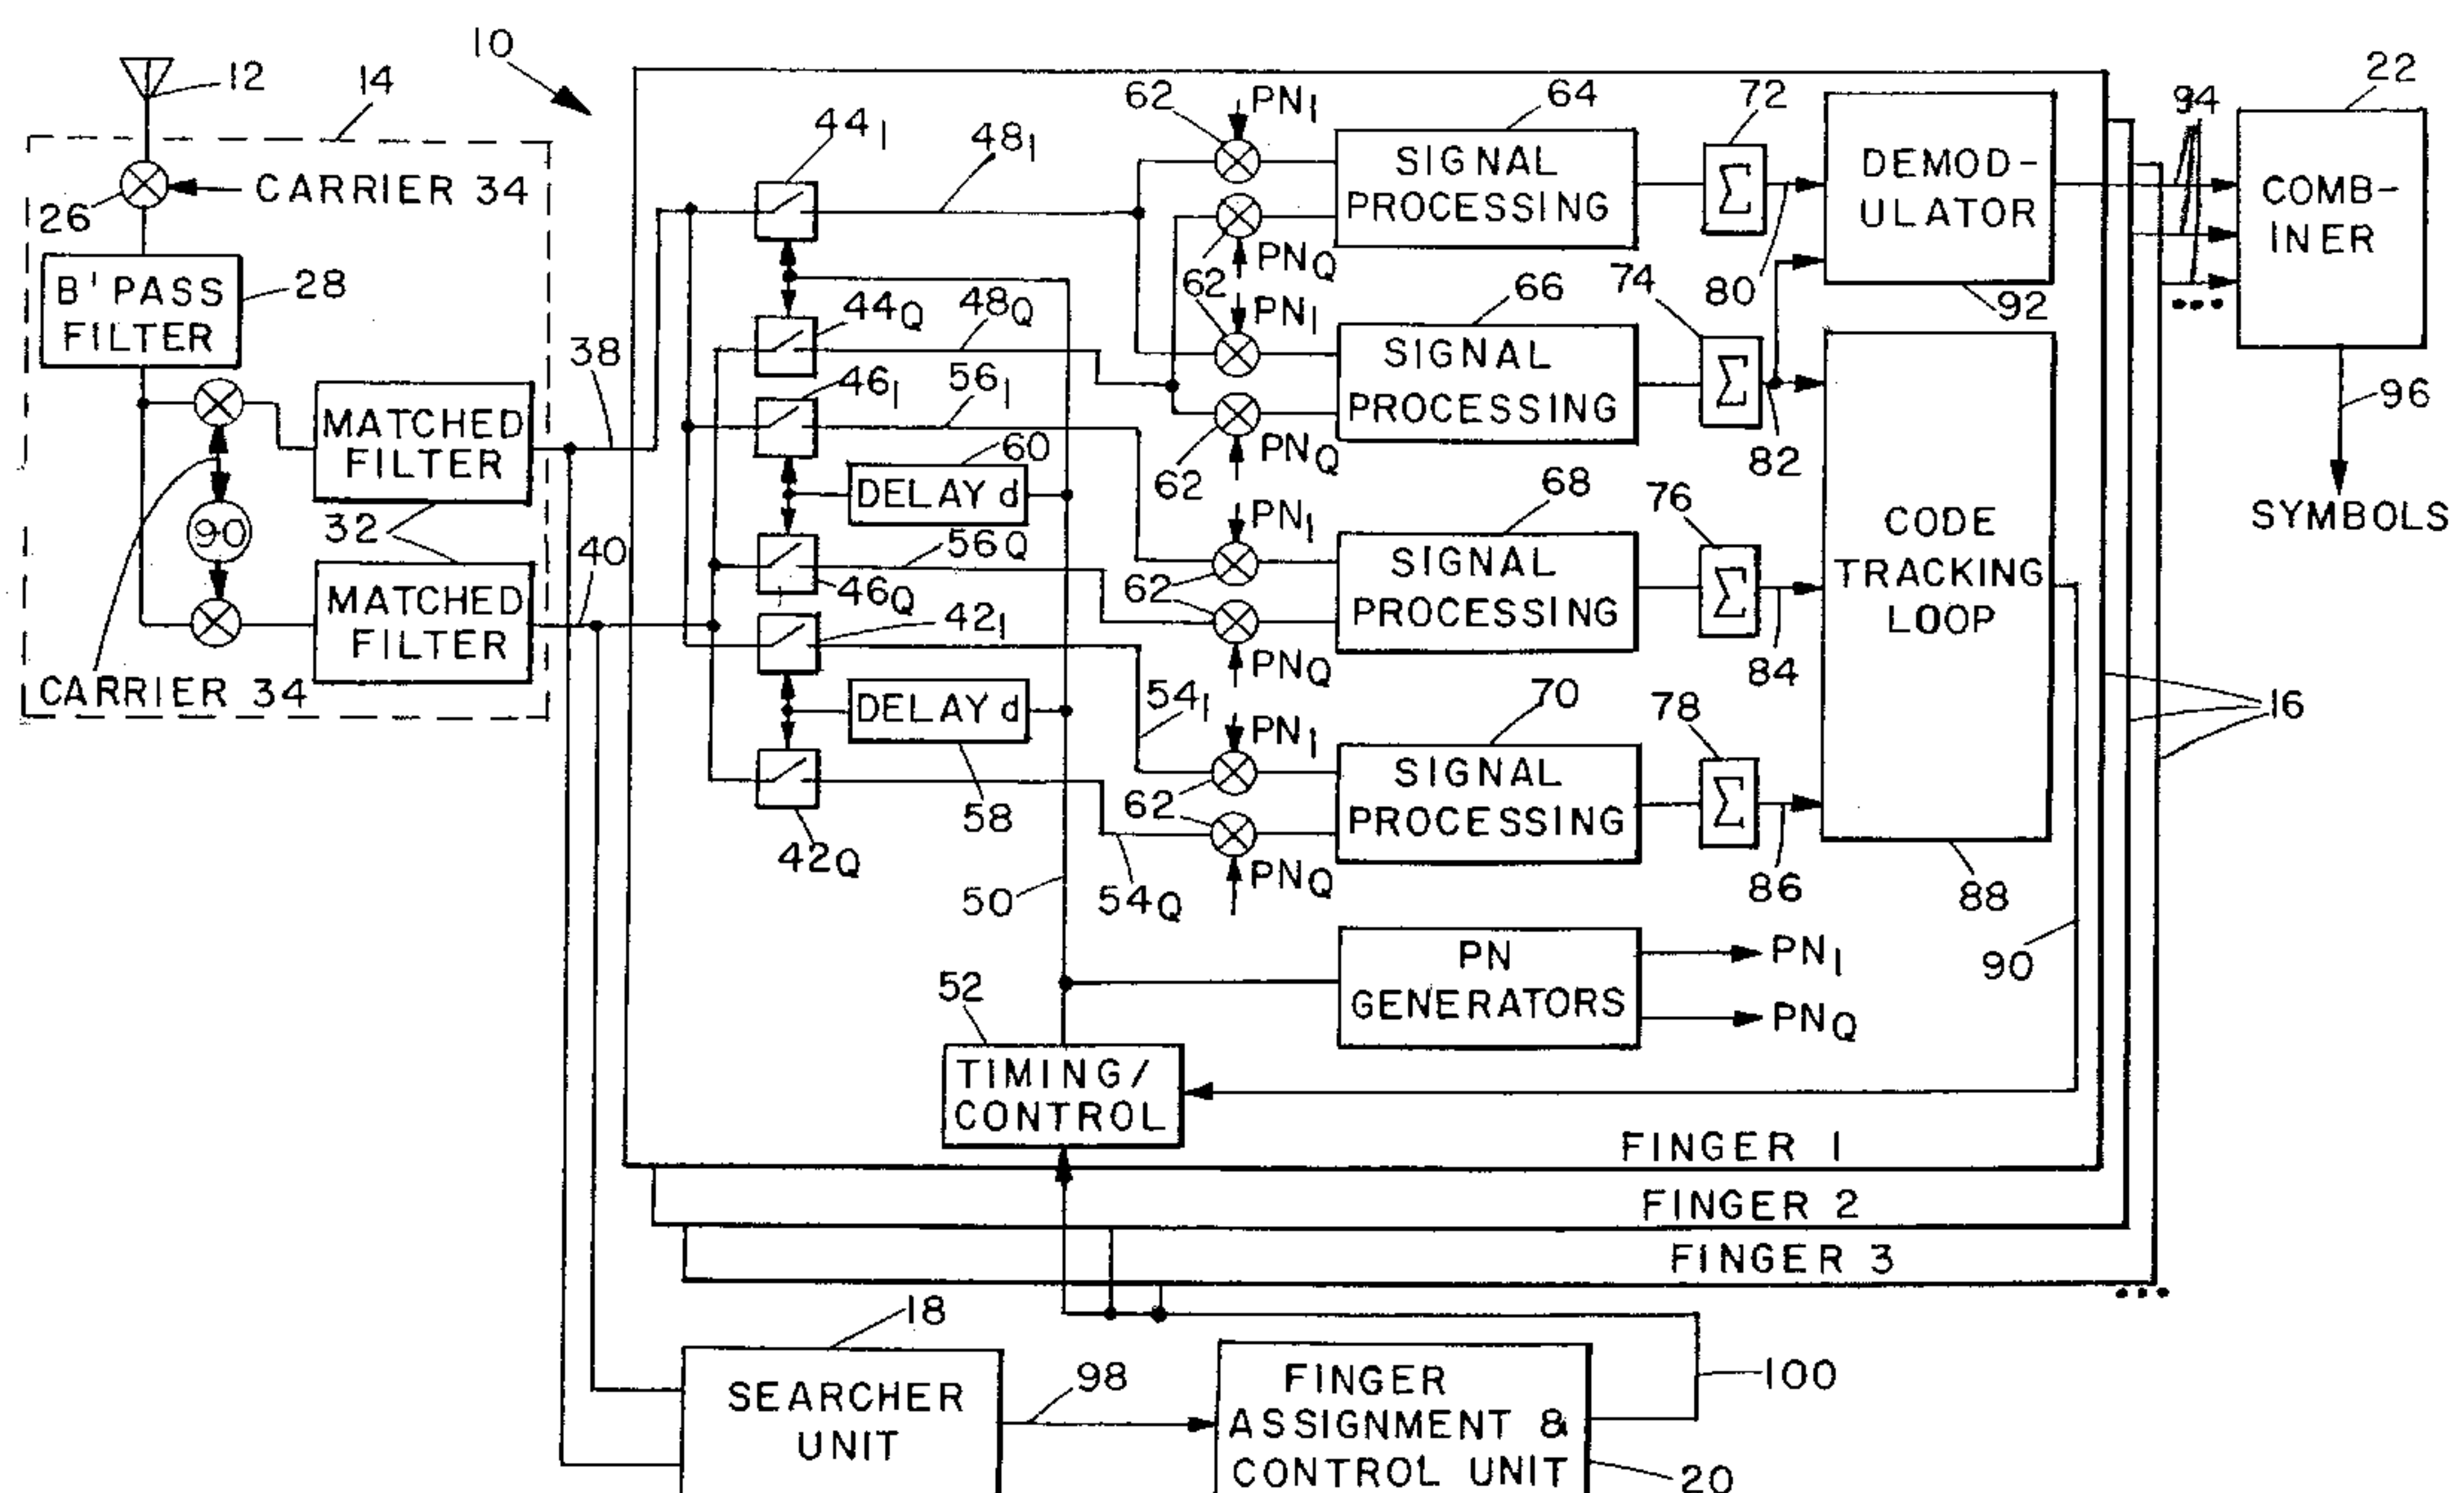 10
12
14
CARRIER 34
26
B' PASS
FILTER
28
MATCHED
FILTER
32
90
MATCHED
FILTER
CARRIER 34
38
40
44I
48I
44Q
48Q
46I
56I
60
DELAY d
56Q
46Q
42I
54I
DELAY d
58
42Q
50
54Q
62
PNI
62
PNQ
62
PNI
62
PNQ
62
PNI
62
PNQ
62
PNI
62
PNQ
64
SIGNAL
PROCESSING
66
SIGNAL
PROCESSING
68
SIGNAL
PROCESSING
70
SIGNAL
PROCESSING
72
Σ
80
74
Σ
82
76
Σ
84
78
Σ
86
DEMOD-
ULATOR
92
CODE
TRACKING
LOOP
88
90
94
22
COMB-
INER
96
SYMBOLS
16
PN
GENERATORS
PNI
PNQ
52
TIMING/
CONTROL
FINGER 1
FINGER 2
FINGER 3
18
SEARCHER
UNIT
98
FINGER
ASSIGNMENT &
CONTROL UNIT
100
20